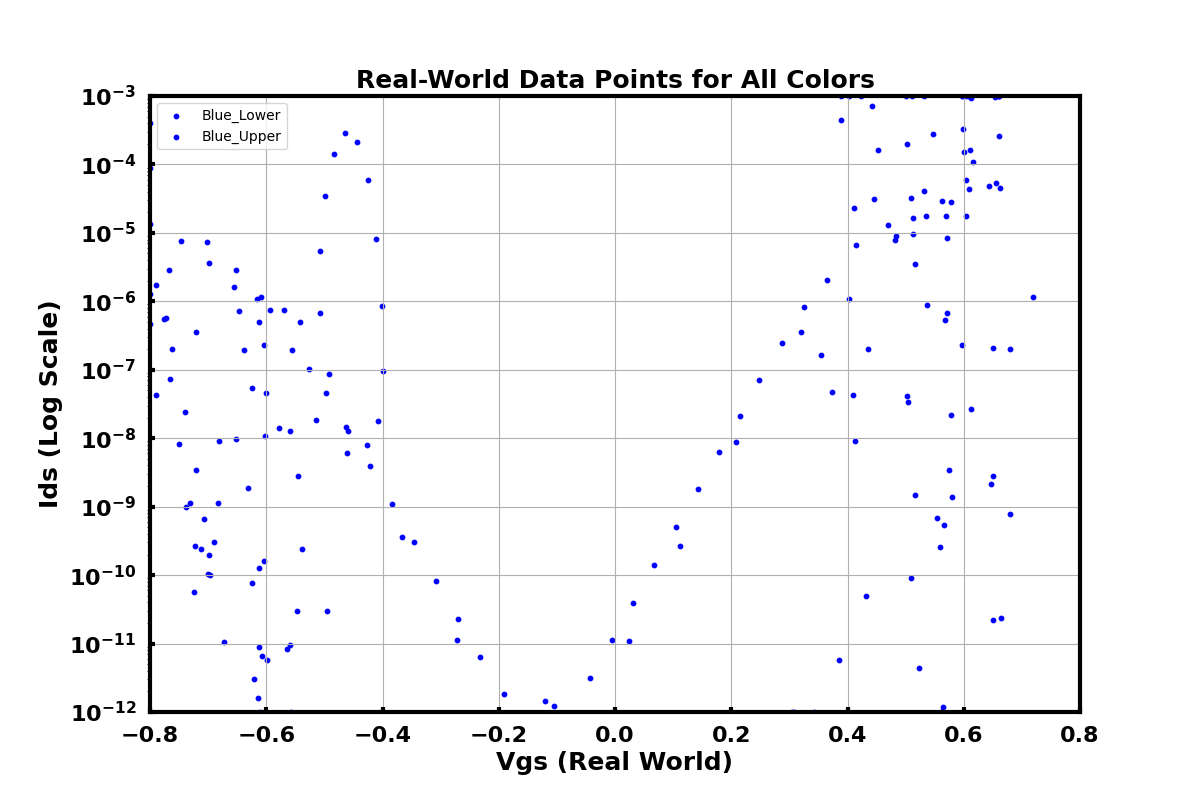 Real-World Data Points for All Colors
10⁻³
10⁻⁴
10⁻⁵
10⁻⁶
10⁻⁷
10⁻⁸
10⁻⁹
10⁻¹⁰
10⁻¹¹
10⁻¹²
Ids (Log Scale)
Blue_Lower
Blue_Upper
−0.8 −0.6 −0.4 −0.2 0.0 0.2 0.4 0.6 0.8
Vgs (Real World)